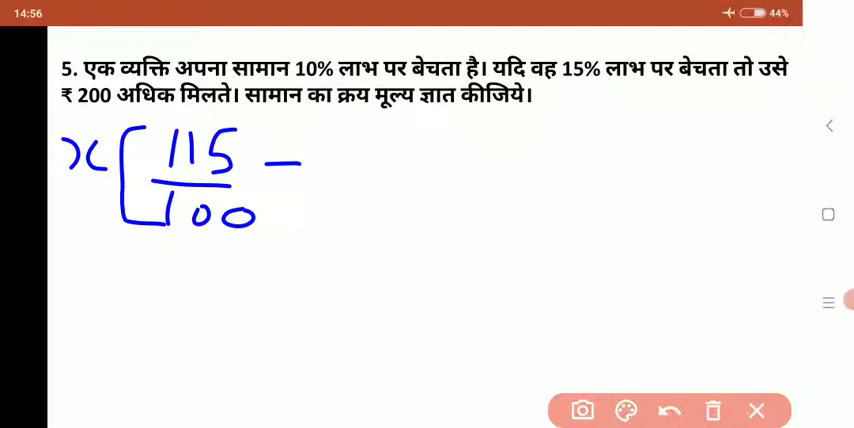 14:56
44%
5. एक व्यक्ति अपना सामान 10% लाभ पर बेचता है। यदि वह 15% लाभ पर बेचता तो उसे
₹ 200 अधिक मिलते। सामान का क्रय मूल्य ज्ञात कीजिये।
x [ 115 –
100